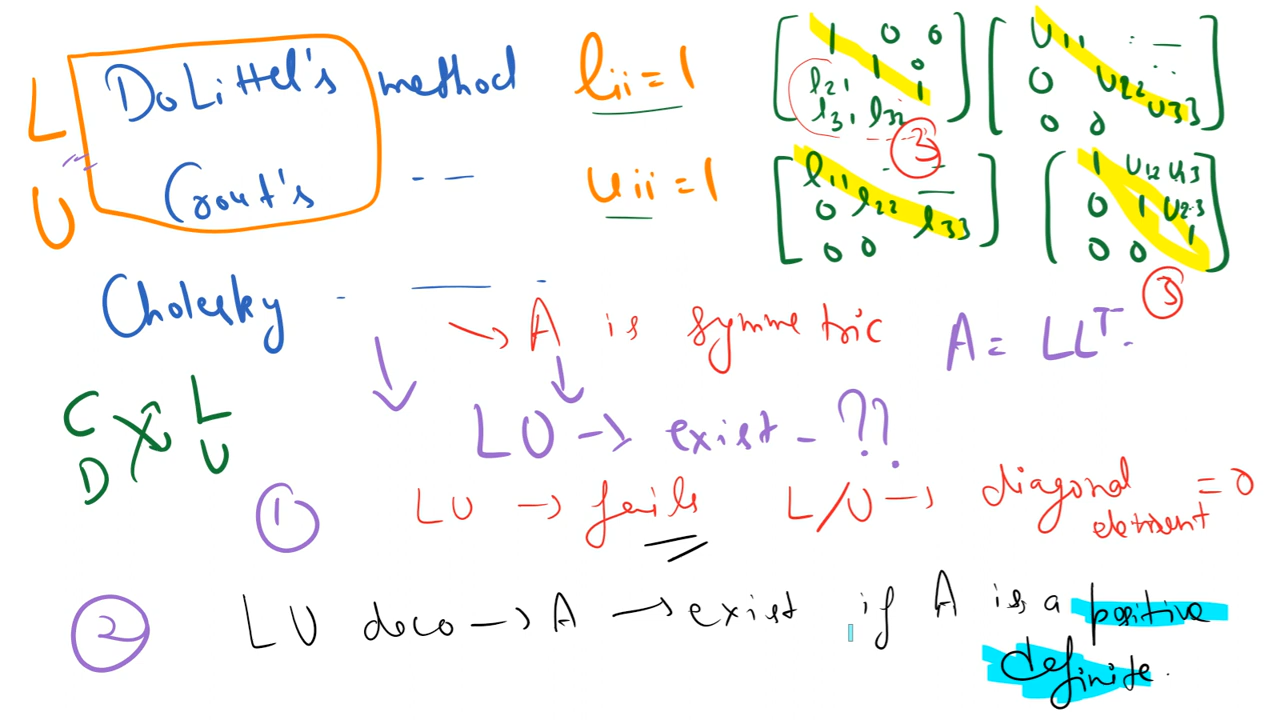 L DoLittel's method lii = 1 [1 0 0 l21 1 0 l31 l32 1] [U11 0 U22 0 0 U33]
③
U Crout's -- uii = 1 [l11 0 l22 l33 0 0] [1 U12 U13 0 1 U23 0 0 1]
③
Cholesky
→ A is symmetric A = LL^T.
C L
D U
LU → exist - ??
① LU → fails L/U → diagonal element = 0
② LU deco → A → exist if A is a positive
definite.